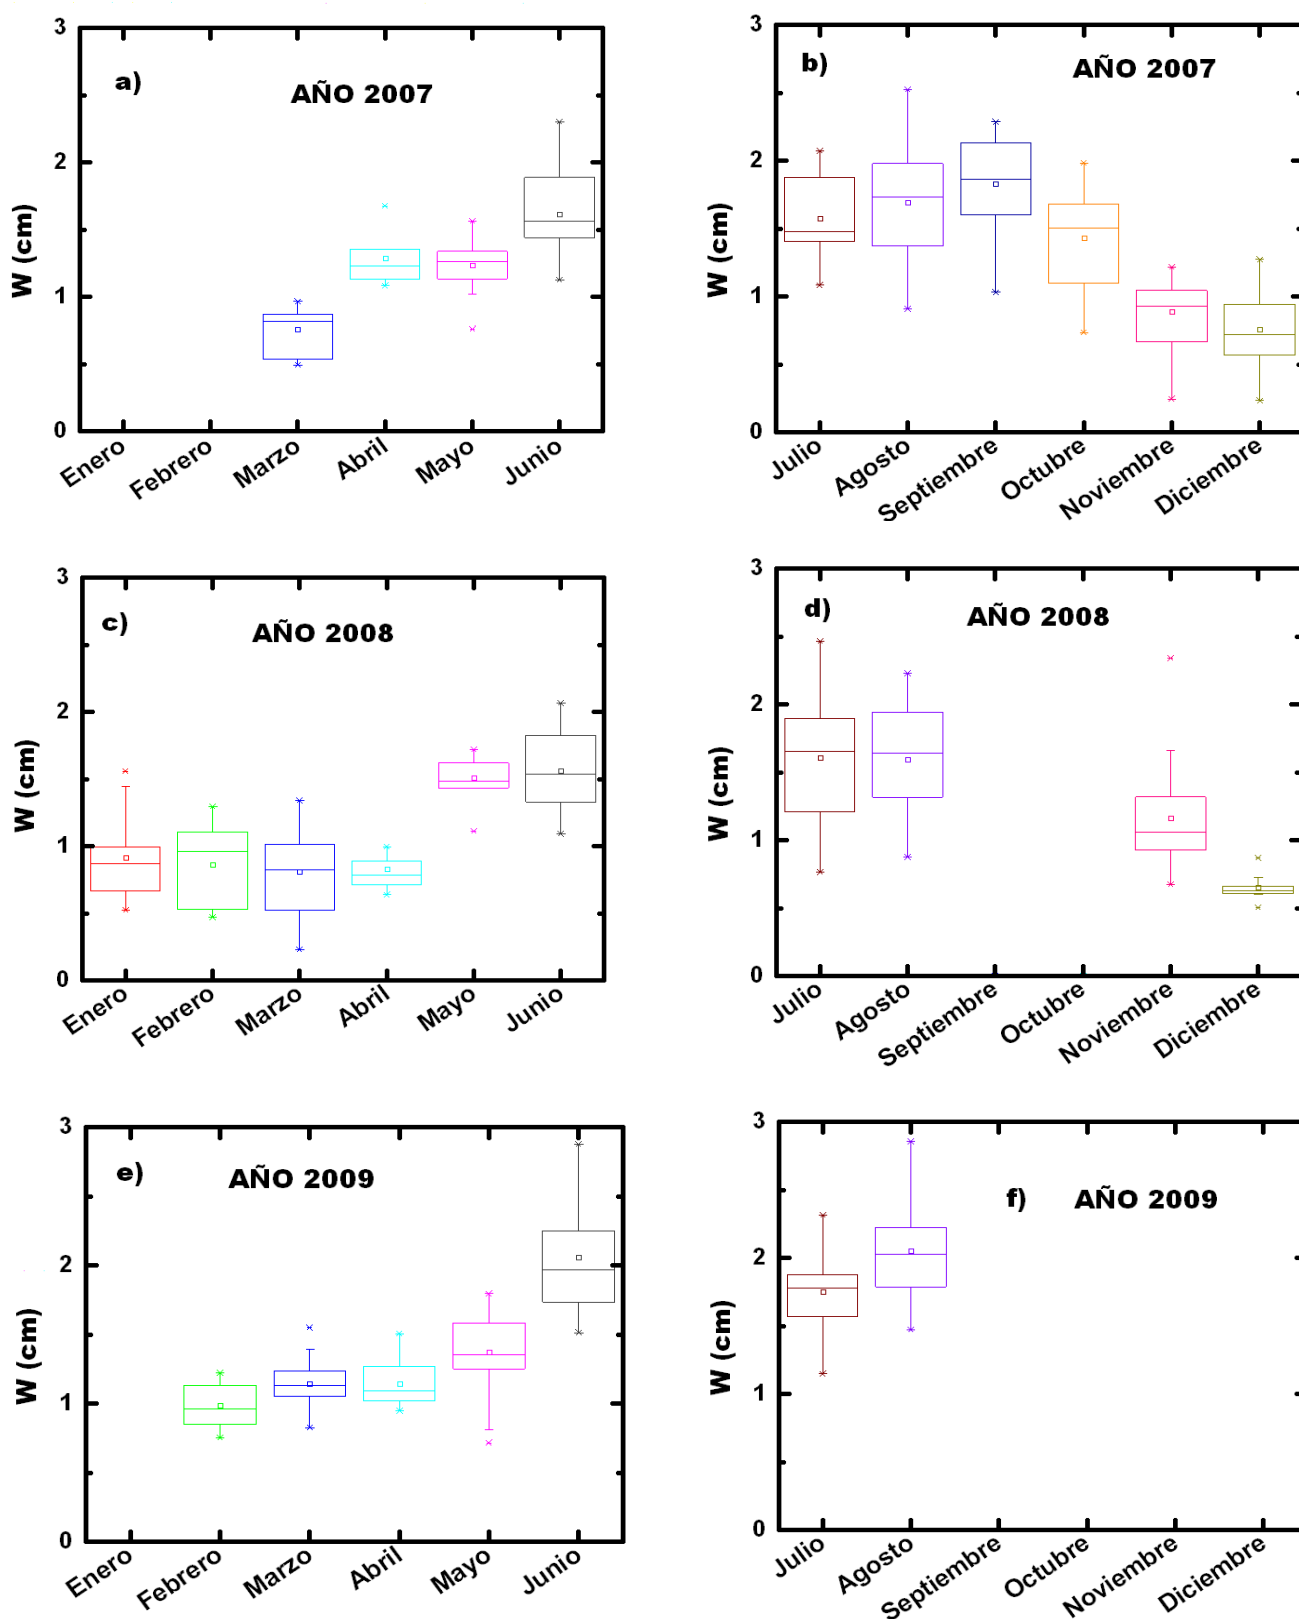 a)
AÑO 2007
W (cm)
3
2
1
0
Enero
Febrero
Marzo
Abril
Mayo
Junio
b)
AÑO 2007
W (cm)
3
2
1
0
Julio
Agosto
Septiembre
Octubre
Noviembre
Diciembre
c)
AÑO 2008
W (cm)
3
2
1
0
Enero
Febrero
Marzo
Abril
Mayo
Junio
d)
AÑO 2008
W (cm)
3
2
1
0
Julio
Agosto
Septiembre
Octubre
Noviembre
Diciembre
e)
AÑO 2009
W (cm)
3
2
1
0
Enero
Febrero
Marzo
Abril
Mayo
Junio
f)
AÑO 2009
W (cm)
3
2
1
0
Julio
Agosto
Septiembre
Octubre
Noviembre
Diciembre